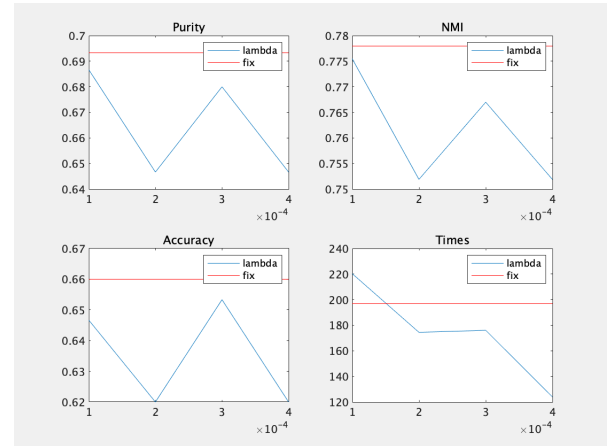 Purity
0.7
0.69
0.68
0.67
0.66
0.65
0.64
1 2 3 4
×10-4
lambda
fix
NMI
0.78
0.775
0.77
0.765
0.76
0.755
0.75
1 2 3 4
×10-4
lambda
fix
Accuracy
0.67
0.66
0.65
0.64
0.63
0.62
1 2 3 4
×10-4
lambda
fix
Times
240
220
200
180
160
140
120
1 2 3 4
×10-4
lambda
fix